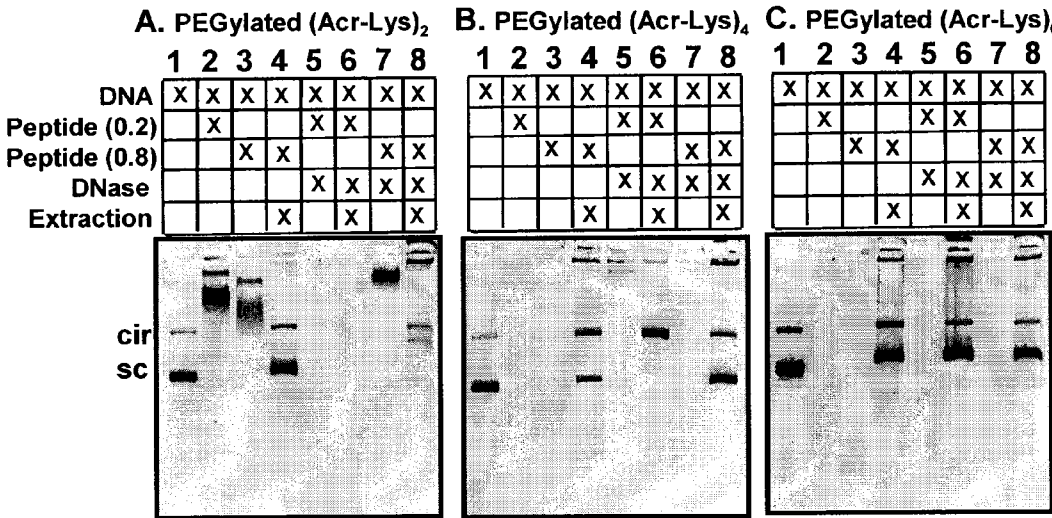 A. PEGylated (Acr-Lys)2 B. PEGylated (Acr-Lys)4 C. PEGylated (Acr-Lys)
1 2 3 4 5 6 7 8 1 2 3 4 5 6 7 8 1 2 3 4 5 6 7 8
DNA X X X X X X X X X X X X X X X X X X X X X X X X
Peptide (0.2) X X X X X X X X X
Peptide (0.8) X X X X X X X X X X X X
DNase X X X X X X X X X X X X
Extraction X X X X X X X X X
cir
sc